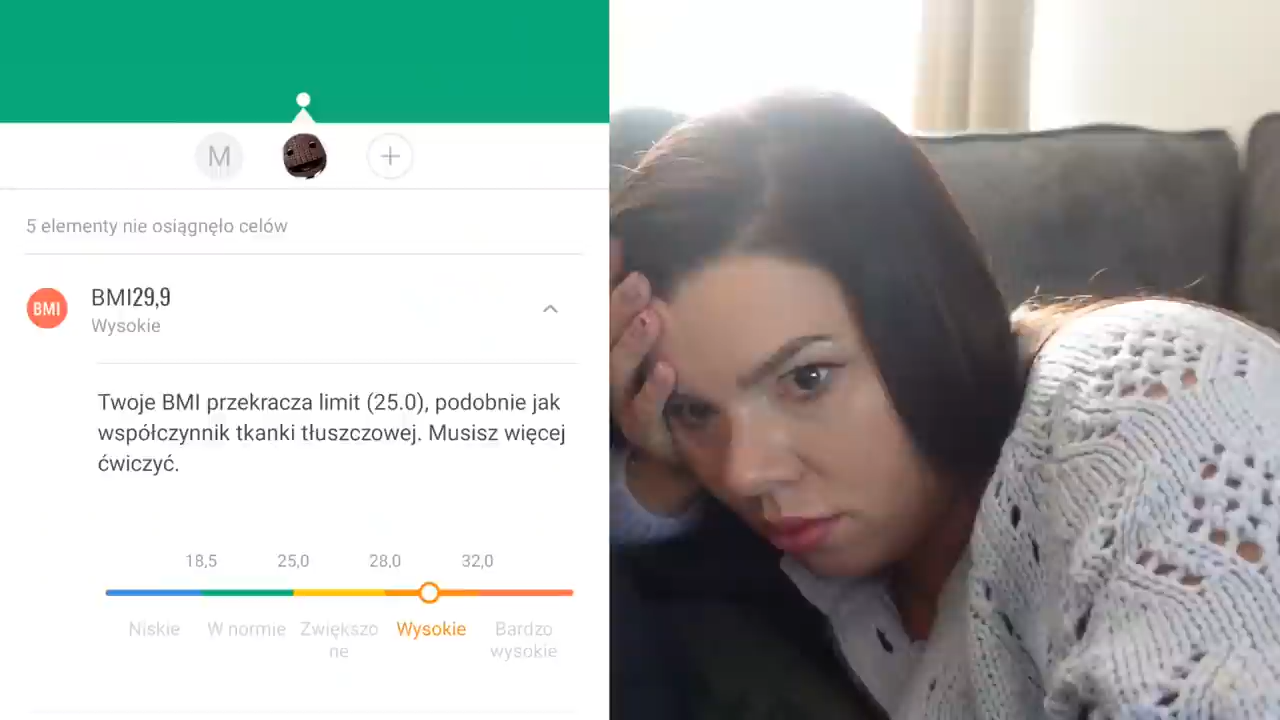 M
5 elementy nie osiągnęło celów
BMI
BMI29,9
Wysokie
Twoje BMI przekracza limit (25.0), podobnie jak
współczynnik tkanki tłuszczowej. Musisz więcej
ćwiczyć.
18,5 25,0 28,0 32,0
Niskie W normie Zwiększo Wysokie Bardzo
ne wysokie